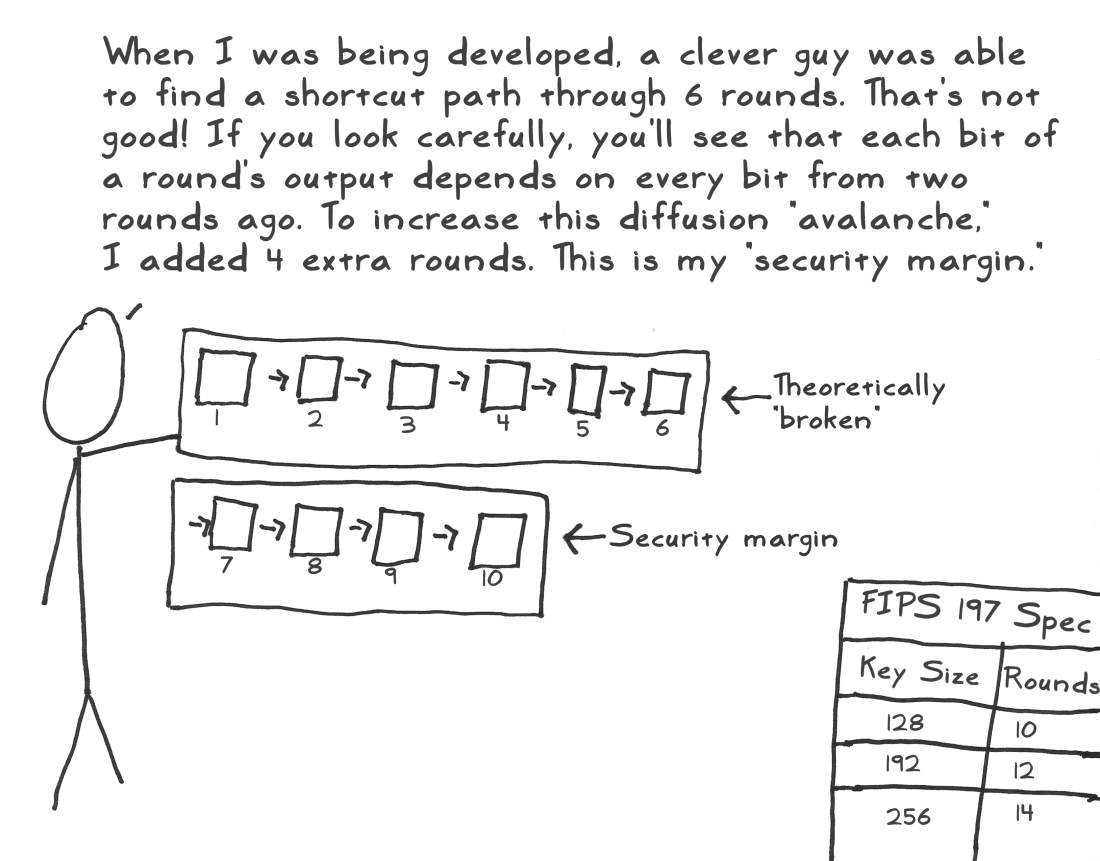 When I was being developed, a clever guy was able
to find a shortcut path through 6 rounds. That's not
good! If you look carefully, you'll see that each bit of
a round's output depends on every bit from two
rounds ago. To increase this diffusion "avalanche,"
I added 4 extra rounds. This is my "security margin."
1 2 3 4 5 6
Theoretically
"broken"
7 8 9 10
Security margin
FIPS 197 Spec
Key Size Rounds
128 10
192 12
256 14